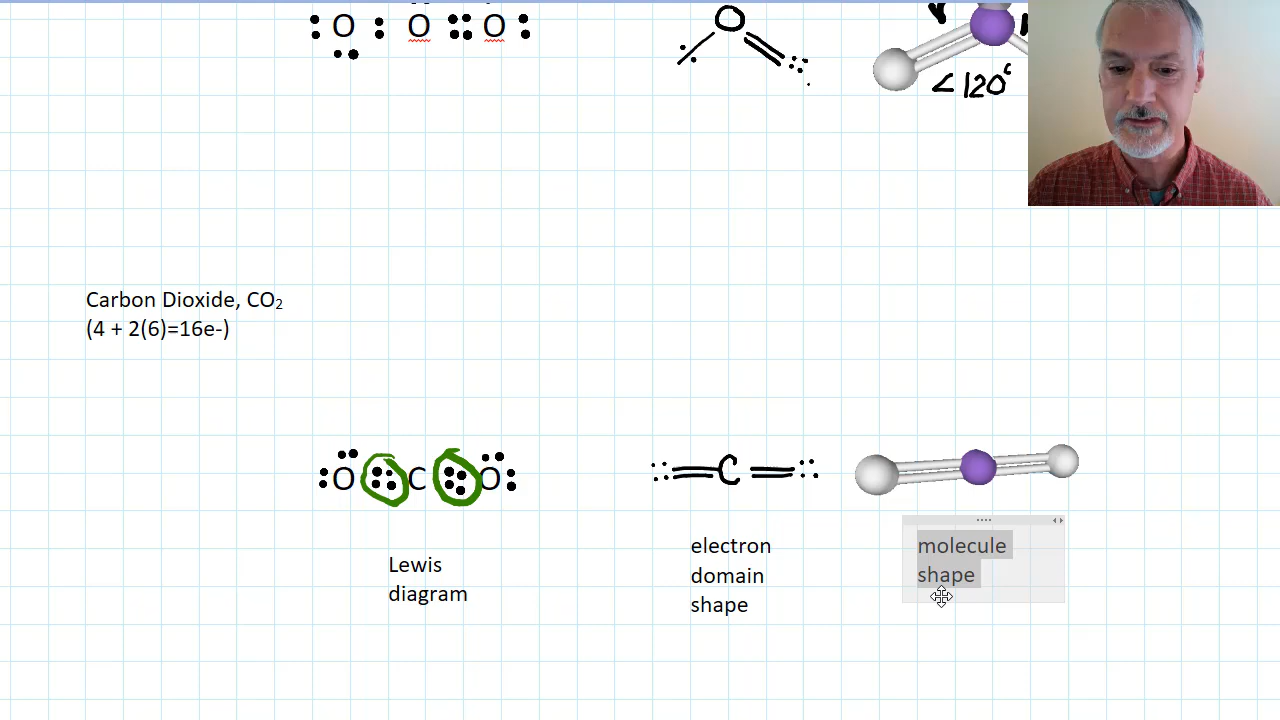 O O O
O
<120°
Carbon Dioxide, CO₂
(4 + 2(6)=16e-)
O C O
C
Lewis
diagram
electron
domain
shape
molecule
shape